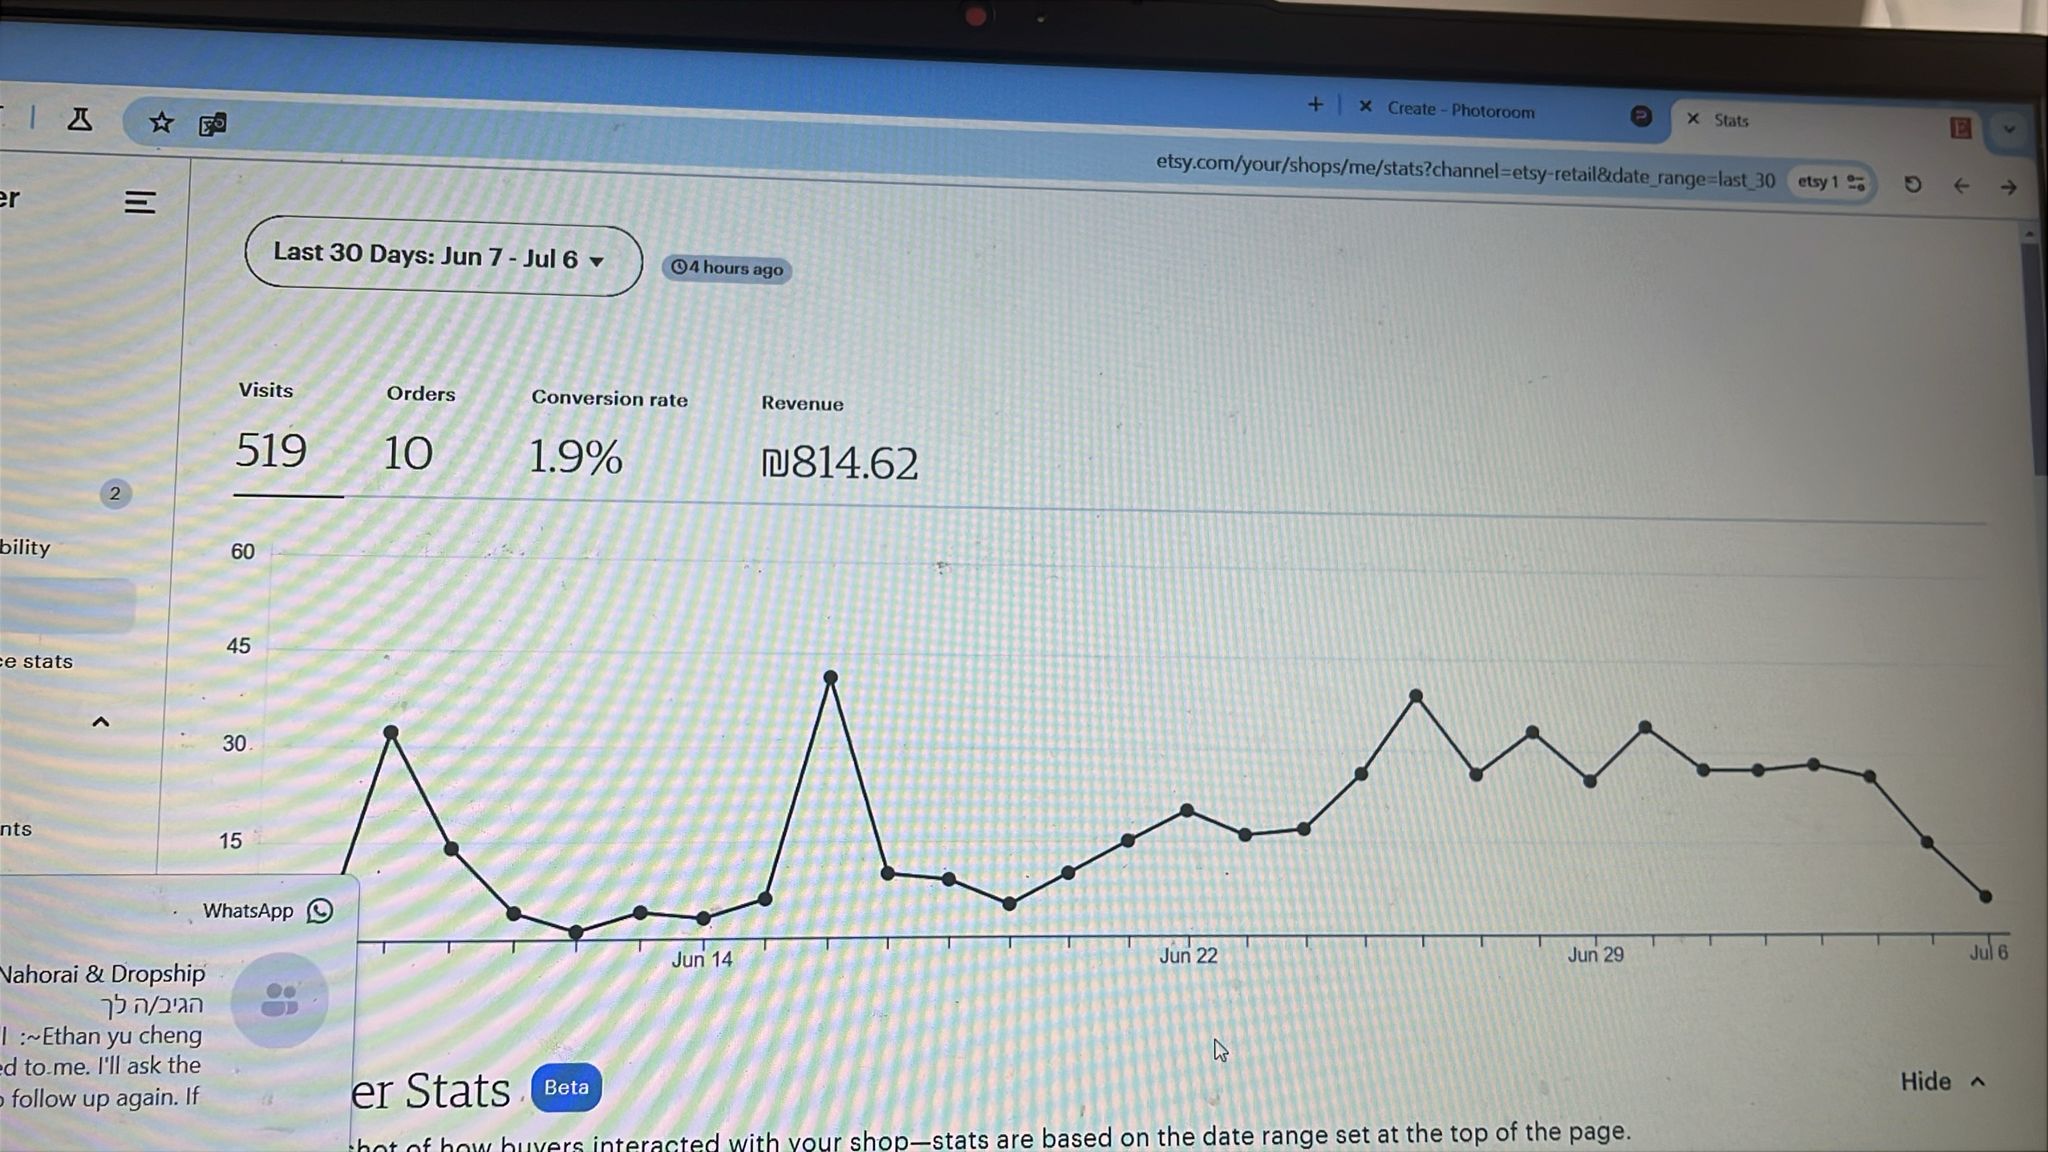 Create - Photoroom
Stats
etsy.com/your/shops/me/stats?channel=etsy-retail&date_range=last_30
etsy 1
er
Last 30 Days: Jun 7 - Jul 6
4 hours ago
Visits
Orders
Conversion rate
Revenue
519
10
1.9%
₪814.62
2
bility
ce stats
nts
60
45
30
15
Jun 14
Jun 22
Jun 29
Jul 6
WhatsApp
Nahorai & Dropship
הגיב/ה לך
Ethan yu cheng~: I
ed to me. I'll ask the
follow up again. If
er Stats
Beta
Hide
hot of how buyers interacted with your shop—stats are based on the date range set at the top of the page.